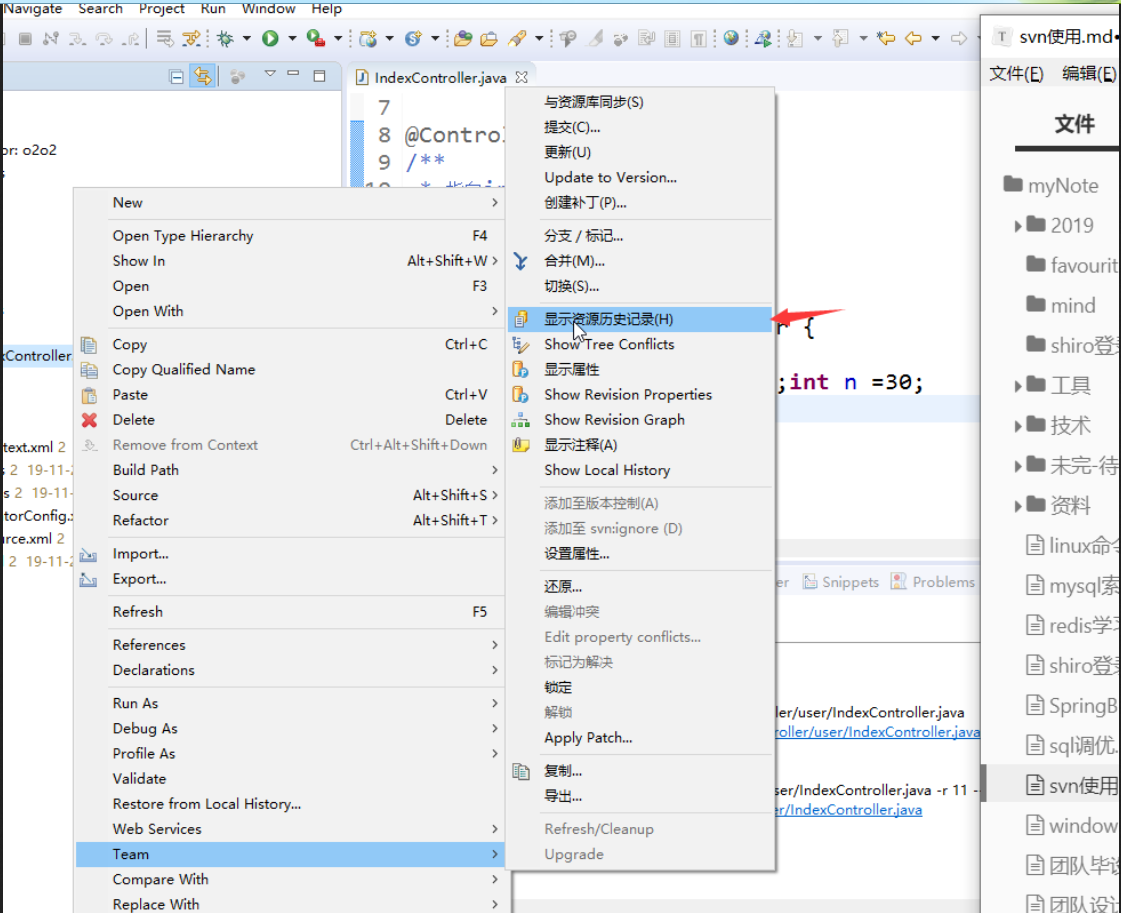 Navigate Search Project Run Window Help
IndexController.java
or: o2o2
7
8 @Contro
9 /**
{
;int n =30;
xController
text.xml 2
2 19-11-
s 2 19-11-
torConfig.
urce.xml 2
2 19-11-2
New
Open Type Hierarchy F4
Show In Alt+Shift+W >
Open F3
Open With
Copy Ctrl+C
Copy Qualified Name
Paste Ctrl+V
Delete Delete
Remove from Context Ctrl+Alt+Shift+Down
Build Path
Source Alt+Shift+S >
Refactor Alt+Shift+T >
Import...
Export...
Refresh F5
References
Declarations
Run As
Debug As
Profile As
Validate
Restore from Local History...
Web Services
Team
Compare With
Replace With
与资源库同步(S)
提交(C)...
更新(U)
Update to Version...
创建补丁(P)...
分支 / 标记...
合并(M)...
切换(S)...
显示资源历史记录(H)
Show Tree Conflicts
显示属性
Show Revision Properties
Show Revision Graph
显示注释(A)
Show Local History
添加至版本控制(A)
添加至 svn:ignore (D)
设置属性...
还原...
编辑冲突
Edit property conflicts...
标记为解决
锁定
解锁
Apply Patch...
复制...
导出...
Refresh/Cleanup
Upgrade
er Snippets Problems
ler/user/IndexController.java
roller/user/IndexController.java
ser/IndexController.java -r 11 -
er/IndexController.java
svn使用.md•
文件(F) 编辑(E)
文件
myNote
2019
favourit
mind
shiro登
工具
技术
未完-待
资料
linux命
mysql索
redis学
shiro登
SpringB
sql调优.
svn使用
window
团队毕设
团队设计